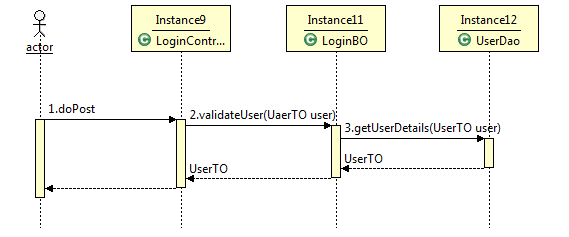 Instance9
Instance11
Instance12
LoginContr...
LoginBO
UserDao
actor
1.doPost
2.validateUser(UaerTO user)
3.getUserDetails(UserTO user)
UserTO
UserTO